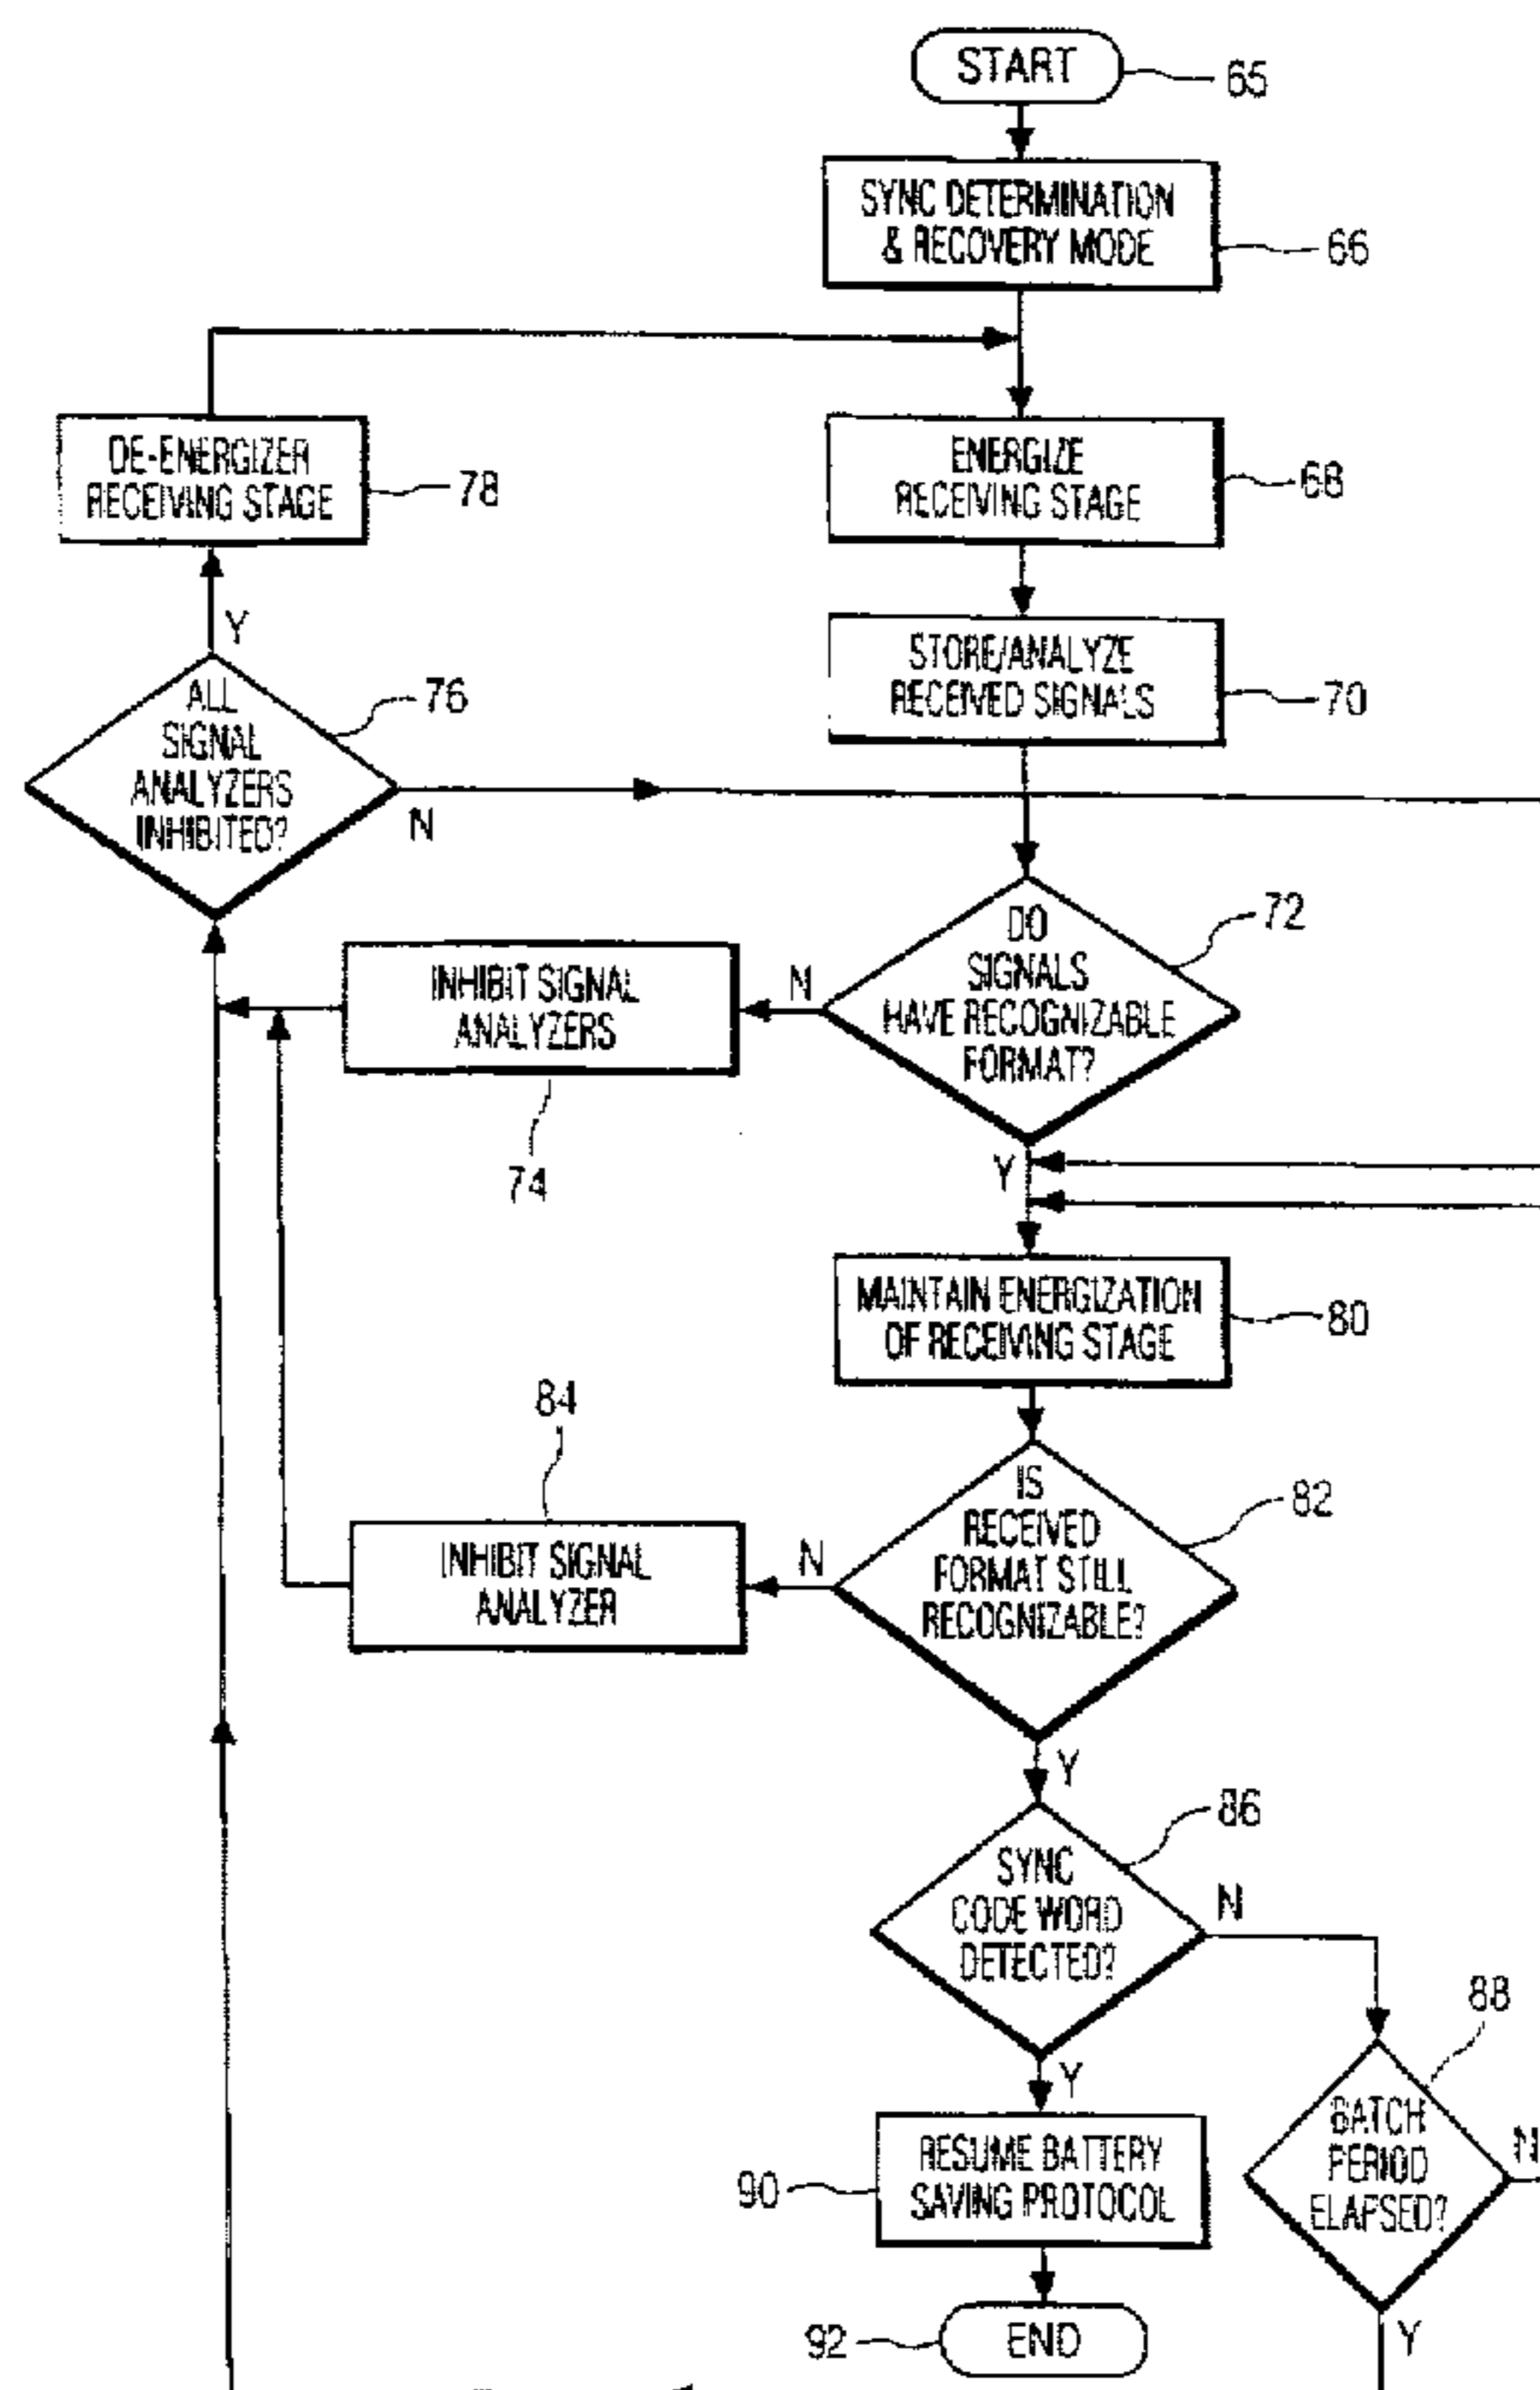 START
65
SYNC DETERMINATION
& RECOVERY MODE
66
DE-ENERGIZER
RECEIVING STAGE
78
ENERGIZE
RECEIVING STAGE
68
Y
STORE/ANALYZE
RECEIVED SIGNALS
70
ALL
SIGNAL
ANALYZERS
INHIBITED?
76
N
DO
SIGNALS
HAVE RECOGNIZABLE
FORMAT?
72
N
INHIBIT SIGNAL
ANALYZERS
74
Y
MAINTAIN ENERGIZATION
OF RECEIVING STAGE
80
84
IS
RECEIVED
FORMAT STILL
RECOGNIZABLE?
82
N
INHIBIT SIGNAL
ANALYZER
Y
SYNC
CODE WORD
DETECTED?
86
N
88
BATCH
PERIOD
ELAPSED?
N
Y
RESUME BATTERY
SAVING PROTOCOL
90
END
92
Y